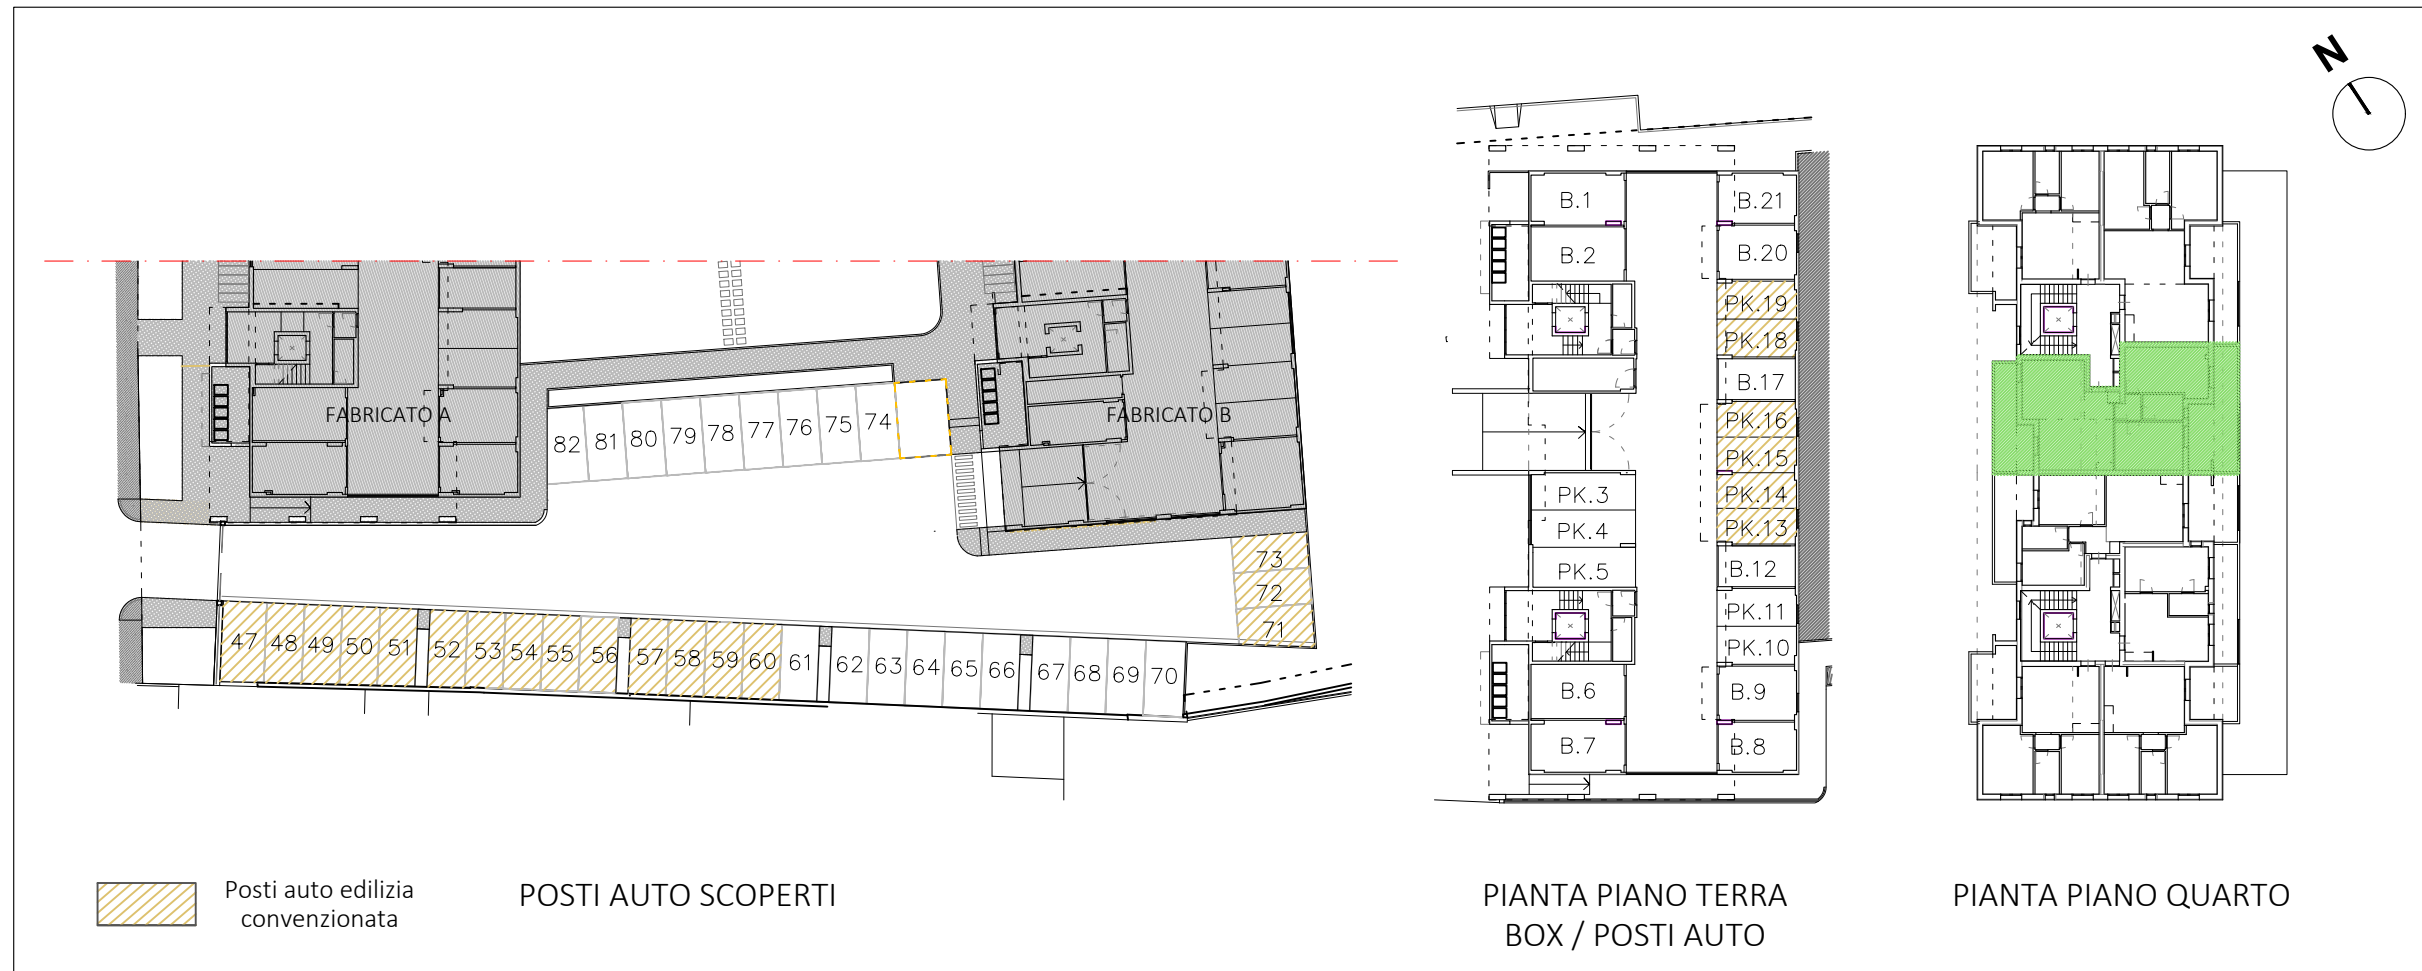 N
FABRICATO A
FABRICATO B
82 81 80 79 78 77 76 75 74
73
72
71
47 48 49 50 51 52 53 54 55 56 57 58 59 60 61 62 63 64 65 66 67 68 69 70
B.1
B.21
B.2
B.20
PK.19
PK.18
B.17
PK.16
PK.15
PK.3
PK.14
PK.4
PK.13
PK.5
B.12
PK.11
PK.10
B.6
B.9
B.7
B.8
Posti auto edilizia
convenzionata
POSTI AUTO SCOPERTI
PIANTA PIANO TERRA
BOX / POSTI AUTO
PIANTA PIANO QUARTO